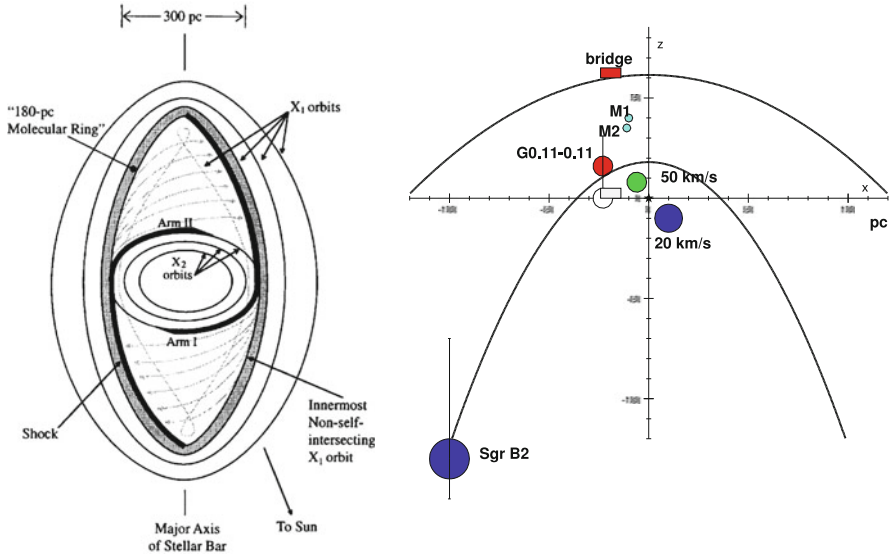 300 pc
"180-pc
Molecular Ring"
X1 orbits
Arm II
X2
orbits
Arm I
Shock
Innermost
Non-self-
intersecting
X1 orbit
Major Axis
of Stellar Bar
To Sun
z
bridge
M1
M2
G0.11-0.11
50 km/s
x
pc
20 km/s
Sgr B2